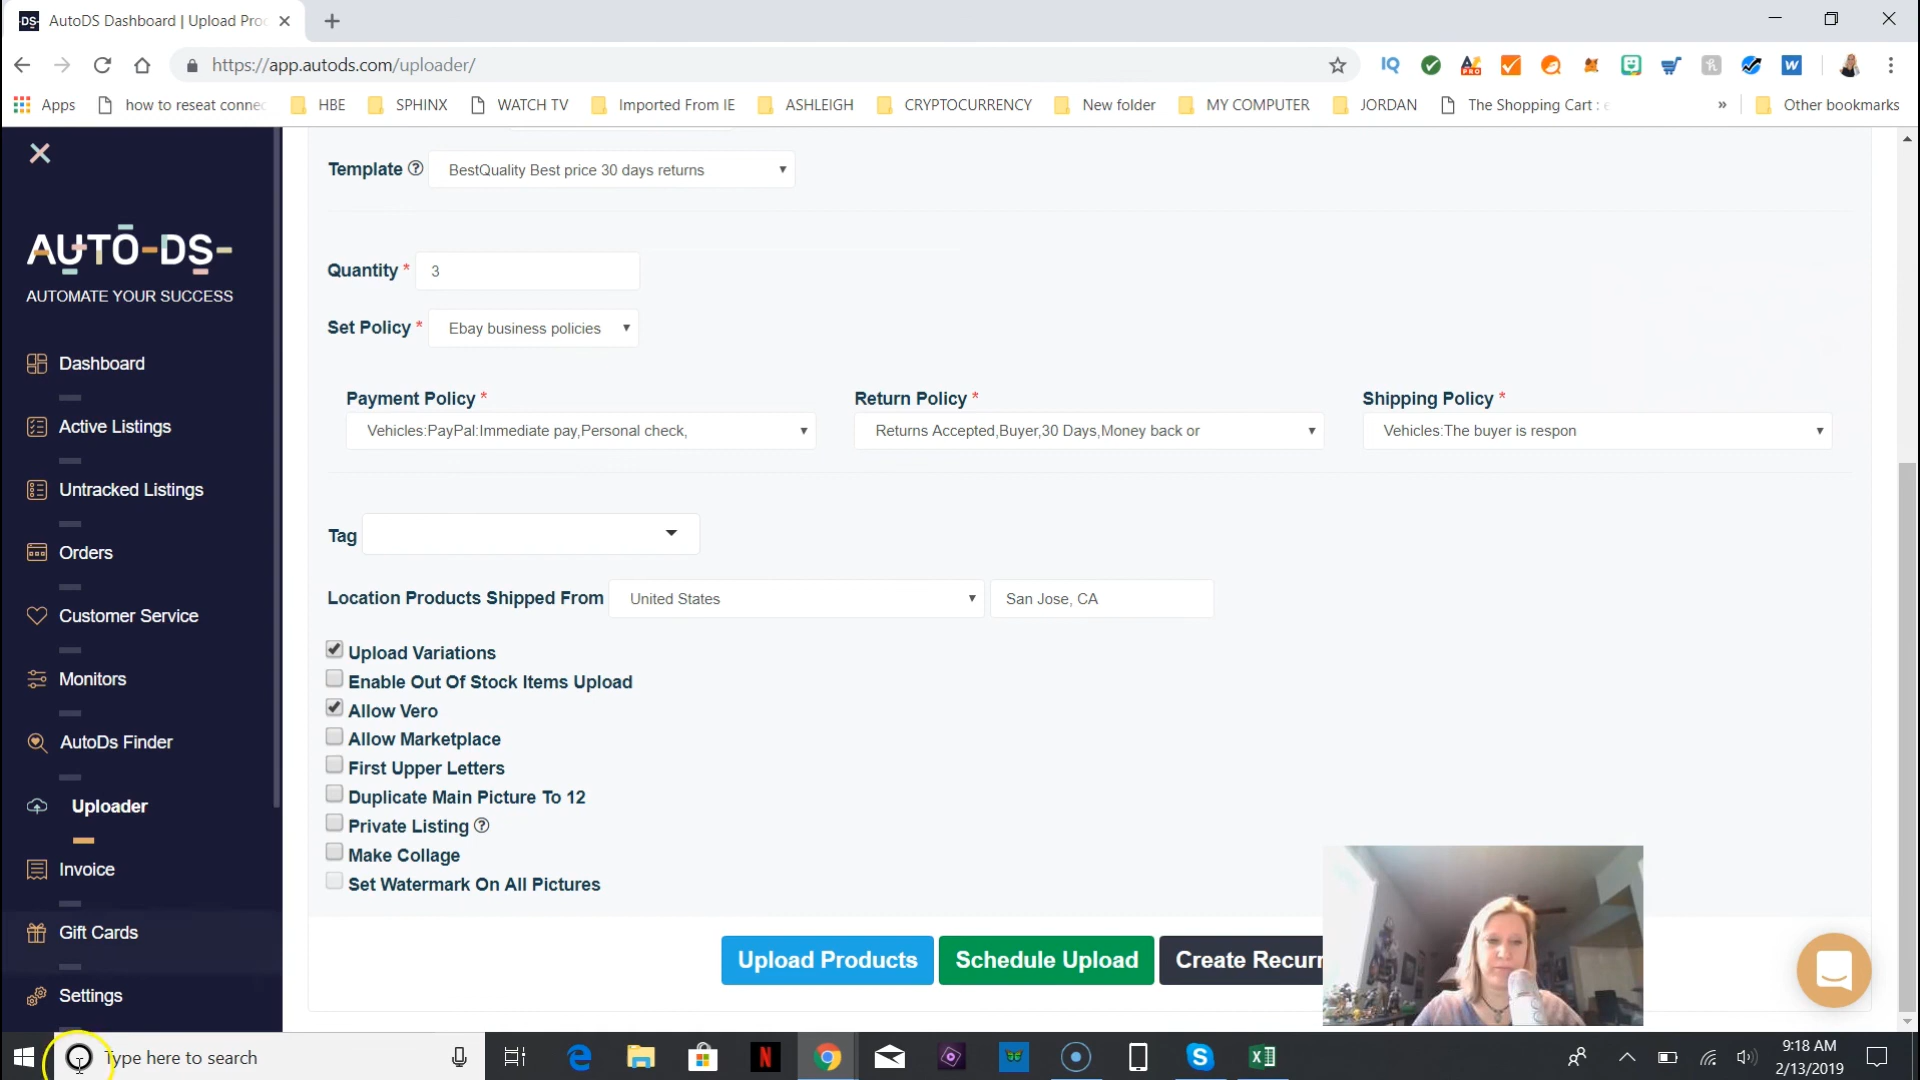 AutoDS Dashboard | Upload Pro
https://app.autods.com/uploader/
Apps
how to reseat connec
HBE
SPHINX
WATCH TV
Imported From IE
ASHLEIGH
CRYPTOCURRENCY
New folder
MY COMPUTER
JORDAN
The Shopping Cart : e
»
Other bookmarks
AUTO-DS-
AUTOMATE YOUR SUCCESS
Dashboard
Active Listings
Untracked Listings
Orders
Customer Service
Monitors
AutoDs Finder
Uploader
Invoice
Gift Cards
Settings
Template BestQuality Best price 30 days returns
Quantity * 3
Set Policy * Ebay business policies
Payment Policy * Return Policy * Shipping Policy *
Vehicles:PayPal:Immediate pay,Personal check, Returns Accepted,Buyer,30 Days,Money back or Vehicles:The buyer is respon
Tag
Location Products Shipped From United States San Jose, CA
Upload Variations
Enable Out Of Stock Items Upload
Allow Vero
Allow Marketplace
First Upper Letters
Duplicate Main Picture To 12
Private Listing
Make Collage
Set Watermark On All Pictures
Upload Products Schedule Upload Create Recurr
Type here to search
9:18 AM
2/13/2019